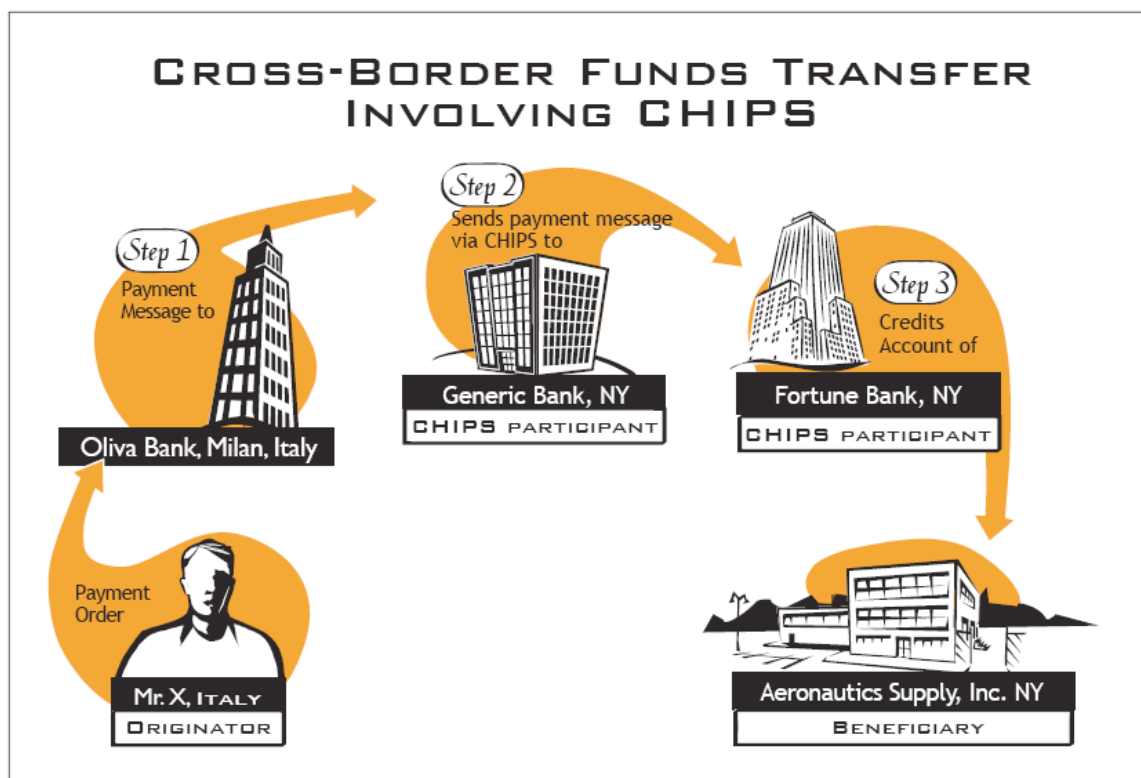 CROSS-BORDER FUNDS TRANSFER
INVOLVING CHIPS
Step 1
Payment
Message to
Oliva Bank, Milan, Italy
Step 2
Sends payment message
via CHIPS to
Generic Bank, NY
CHIPS PARTICIPANT
Step 3
Credits
Account of
Fortune Bank, NY
CHIPS PARTICIPANT
Payment
Order
Mr. X, ITALY
ORIGINATOR
Aeronautics Supply, Inc. NY
BENEFICIARY